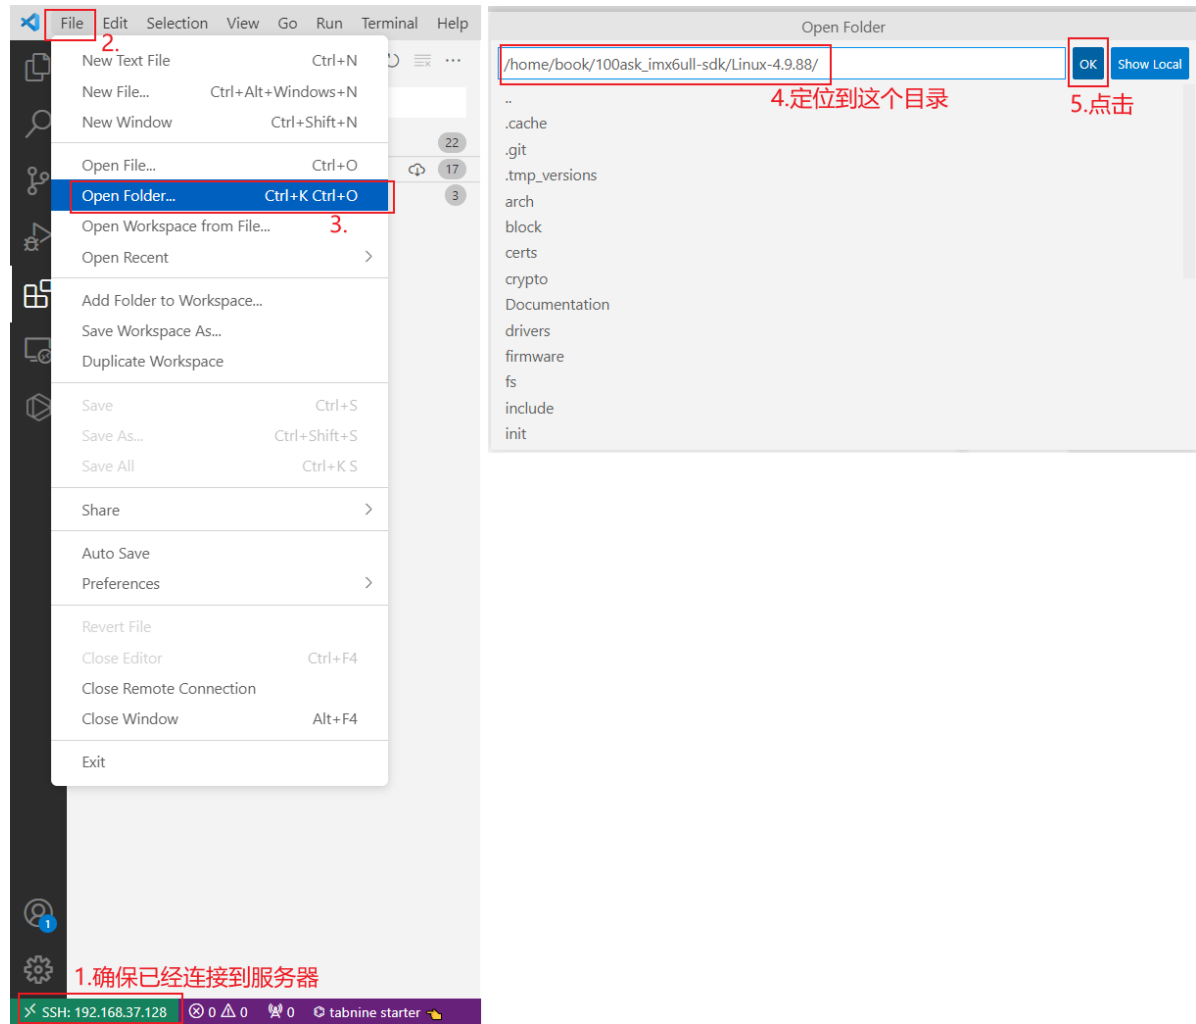 File Edit Selection View Go Run Terminal Help
2.
New Text File Ctrl+N
New File... Ctrl+Alt+Windows+N
New Window Ctrl+Shift+N
22
Open File... Ctrl+O
17
Open Folder... Ctrl+K Ctrl+O
3
3.
Open Workspace from File...
Open Recent
Add Folder to Workspace...
Save Workspace As...
Duplicate Workspace
Save Ctrl+S
Save As... Ctrl+Shift+S
Save All Ctrl+K S
Share
Auto Save
Preferences
Revert File
Close Editor Ctrl+F4
Close Remote Connection
Close Window Alt+F4
Exit
1
1.确保已经连接到服务器
SSH: 192.168.37.128 0 0 0 tabnine starter
Open Folder
/home/book/100ask_imx6ull-sdk/Linux-4.9.88/ OK Show Local
4.定位到这个目录
5.点击
..
.cache
.git
.tmp_versions
arch
block
certs
crypto
Documentation
drivers
firmware
fs
include
init